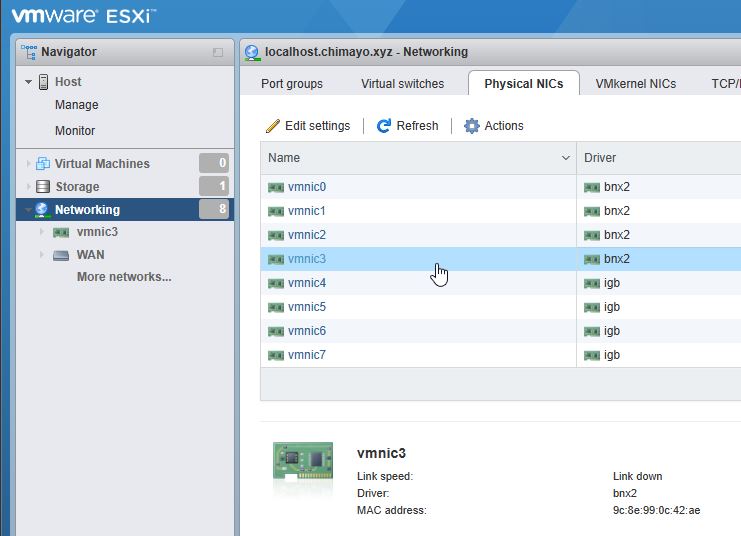 vmware ESXi™
Navigator
Host
Manage
Monitor
Virtual Machines 0
Storage 1
Networking 8
vmnic3
WAN
More networks...
localhost.chimayo.xyz - Networking
Port groups Virtual switches Physical NICs VMkernel NICs TCP/
Edit settings Refresh Actions
Name Driver
vmnic0 bnx2
vmnic1 bnx2
vmnic2 bnx2
vmnic3 bnx2
vmnic4 igb
vmnic5 igb
vmnic6 igb
vmnic7 igb
vmnic3
Link speed: Link down
Driver: bnx2
MAC address: 9c:8e:99:0c:42:ae